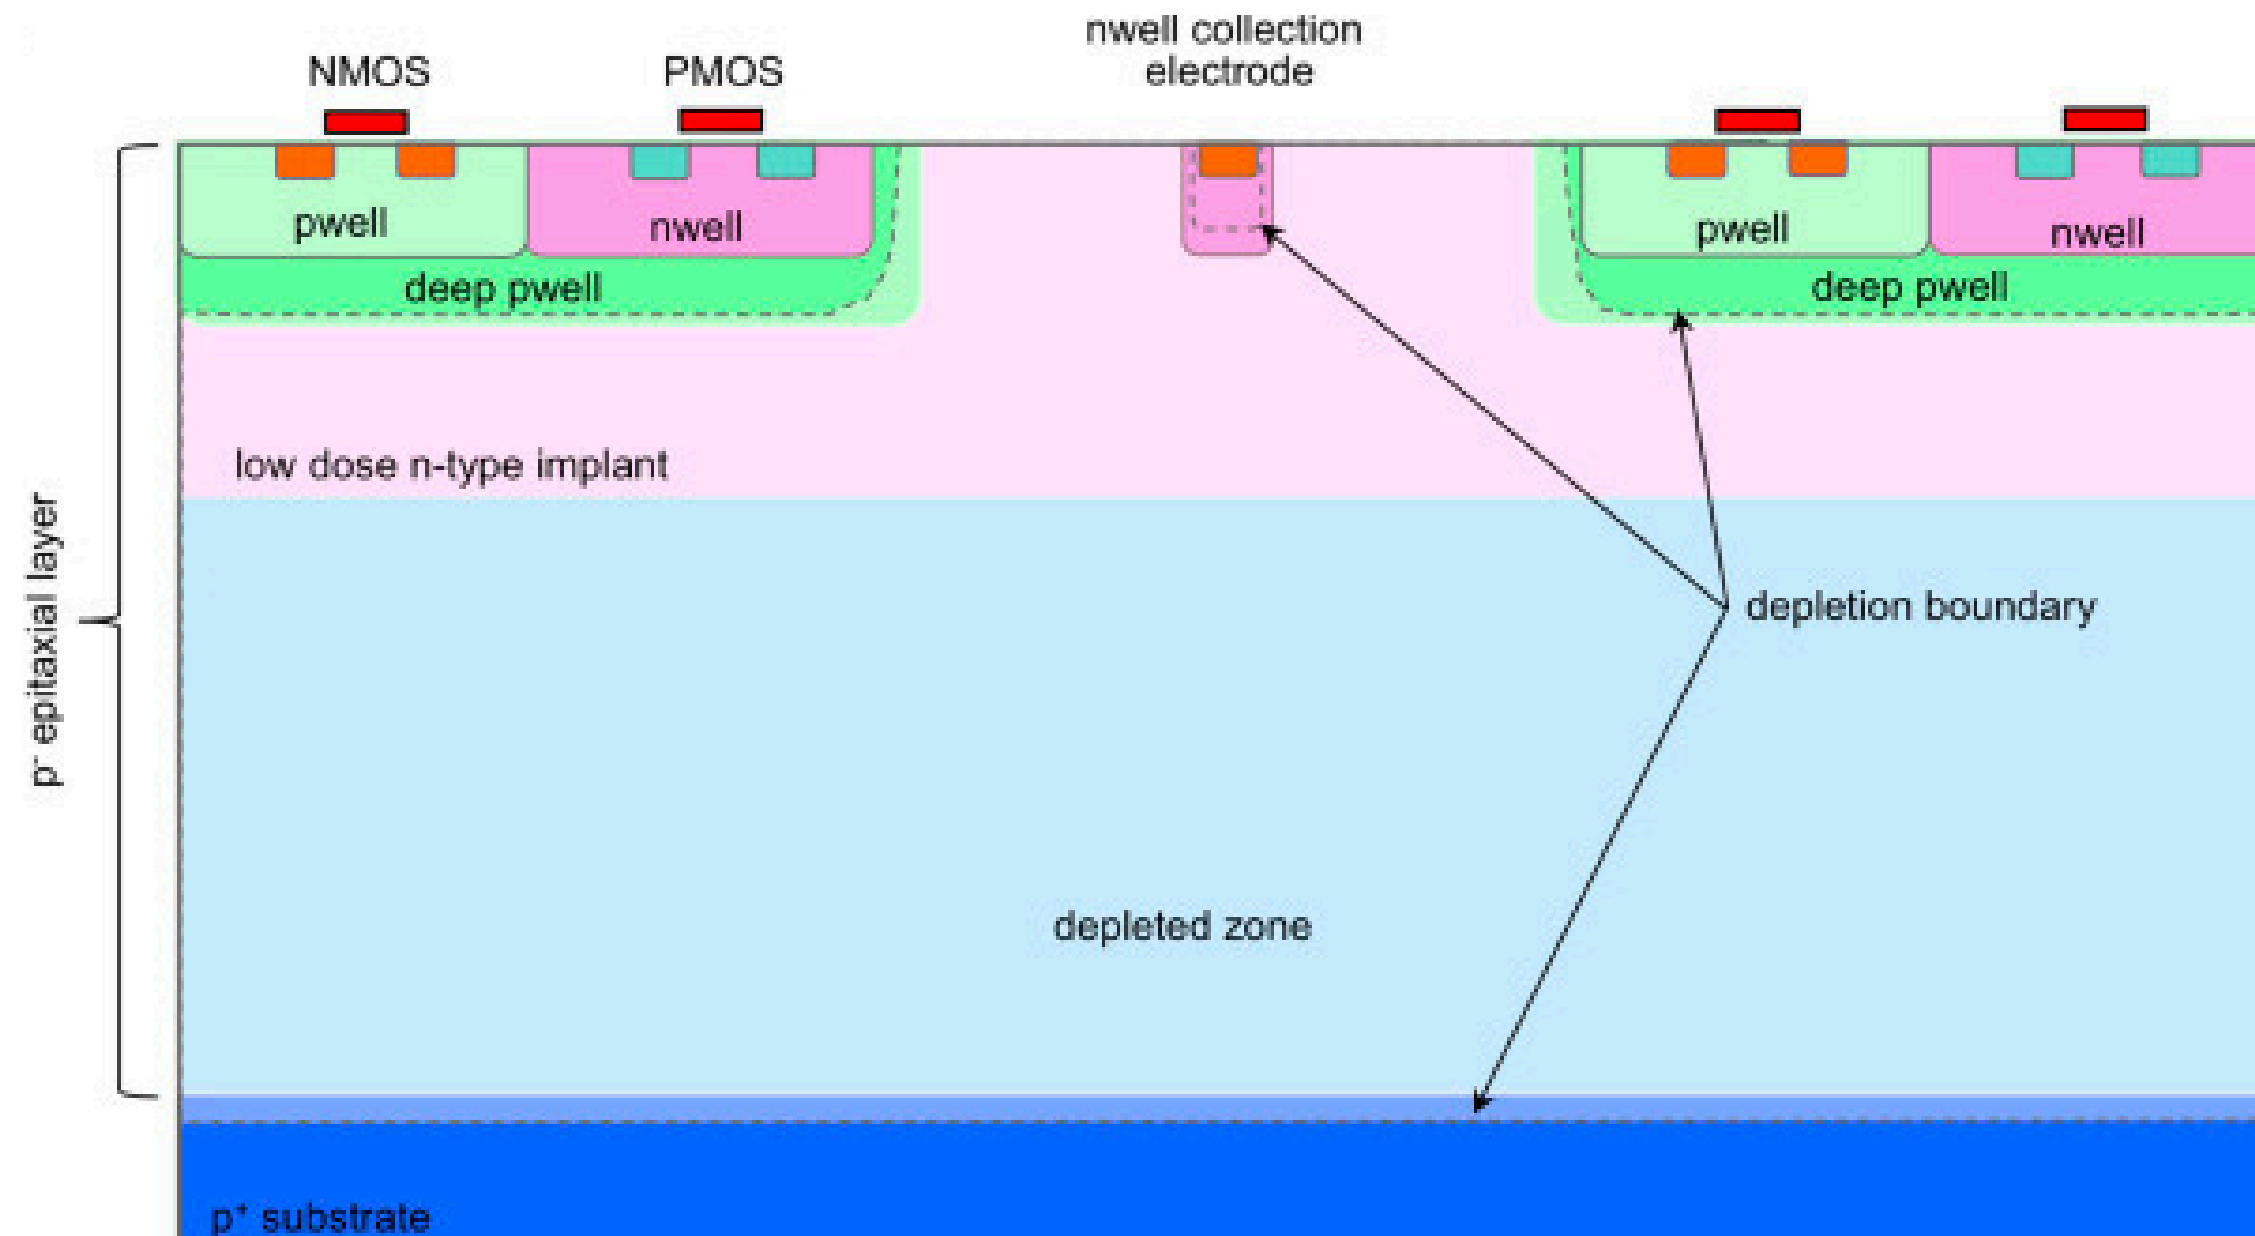 nwell collection
electrode
NMOS
PMOS
pwell
nwell
deep pwell
pwell
nwell
deep pwell
low dose n-type implant
p⁻ epitaxial layer
depletion boundary
depleted zone
p⁺ substrate